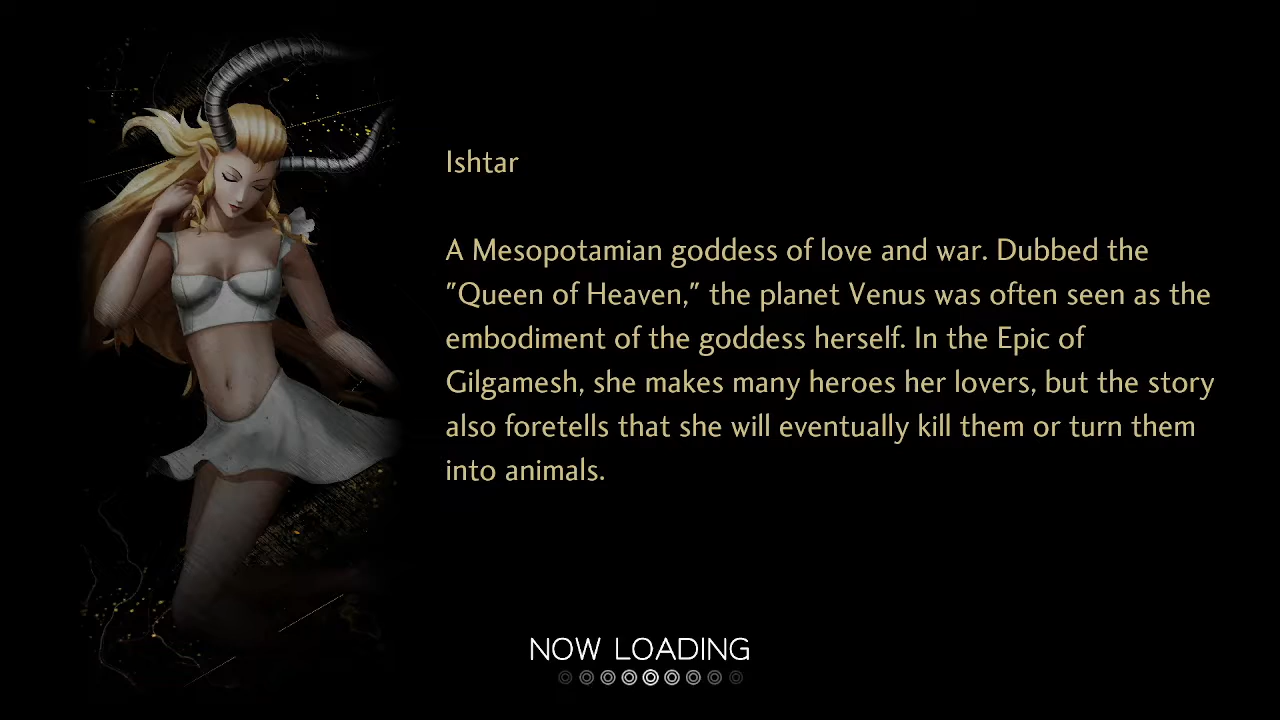 Ishtar
A Mesopotamian goddess of love and war. Dubbed the
"Queen of Heaven," the planet Venus was often seen as the
embodiment of the goddess herself. In the Epic of
Gilgamesh, she makes many heroes her lovers, but the story
also foretells that she will eventually kill them or turn them
into animals.
NOW LOADING